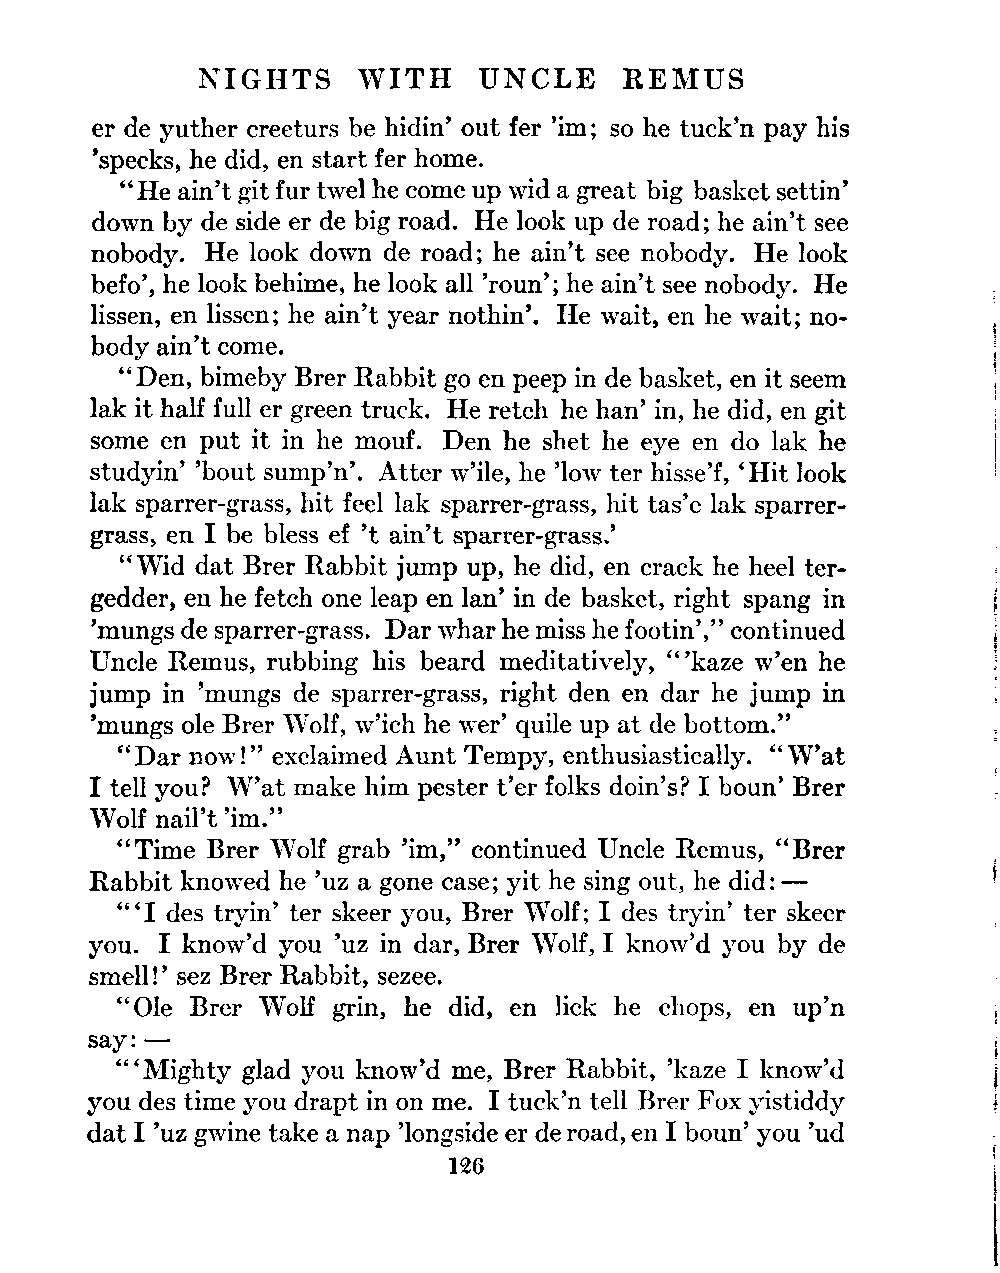 NIGHTS WITH UNCLE REMUS
er de yuther creeturs be hidin' out fer 'im; so he tuck'n pay his
'specks, he did, en start fer home.
"He ain't git fur twel he come up wid a great big basket settin'
down by de side er de big road. He look up de road; he ain't see
nobody. He look down de road; he ain't see nobody. He look
befo', he look behime, he look all 'roun'; he ain't see nobody. He
lissen, en lissen; he ain't year nothin'. He wait, en he wait; no-
body ain't come.
"Den, bimeby Brer Rabbit go en peep in de basket, en it seem
lak it half full er green truck. He retch he han' in, he did, en git
some en put it in he mouf. Den he shet he eye en do lak he
studyin' 'bout sump'n'. Atter w'ile, he 'low ter hisse'f, 'Hit look
lak sparrer-grass, hit feel lak sparrer-grass, hit tas'e lak sparrer-
grass, en I be bless ef 't ain't sparrer-grass.'
"Wid dat Brer Rabbit jump up, he did, en crack he heel ter-
gedder, en he fetch one leap en lan' in de basket, right spang in
'mungs de sparrer-grass. Dar whar he miss he footin'," continued
Uncle Remus, rubbing his beard meditatively, "'kaze w'en he
jump in 'mungs de sparrer-grass, right den en dar he jump in
'mungs ole Brer Wolf, w'ich he wer' quile up at de bottom."
"Dar now!" exclaimed Aunt Tempy, enthusiastically. "W'at
I tell you? W'at make him pester t'er folks doin's? I boun' Brer
Wolf nail't 'im."
"Time Brer Wolf grab 'im," continued Uncle Remus, "Brer
Rabbit knowed he 'uz a gone case; yit he sing out, he did: —
"'I des tryin' ter skeer you, Brer Wolf; I des tryin' ter skeer
you. I know'd you 'uz in dar, Brer Wolf, I know'd you by de
smell!' sez Brer Rabbit, sezee.
"Ole Brer Wolf grin, he did, en lick he chops, en up'n
say: —
"'Mighty glad you know'd me, Brer Rabbit, 'kaze I know'd
you des time you drapt in on me. I tuck'n tell Brer Fox yistiddy
dat I 'uz gwine take a nap 'longside er de road, en I boun' you 'ud
126